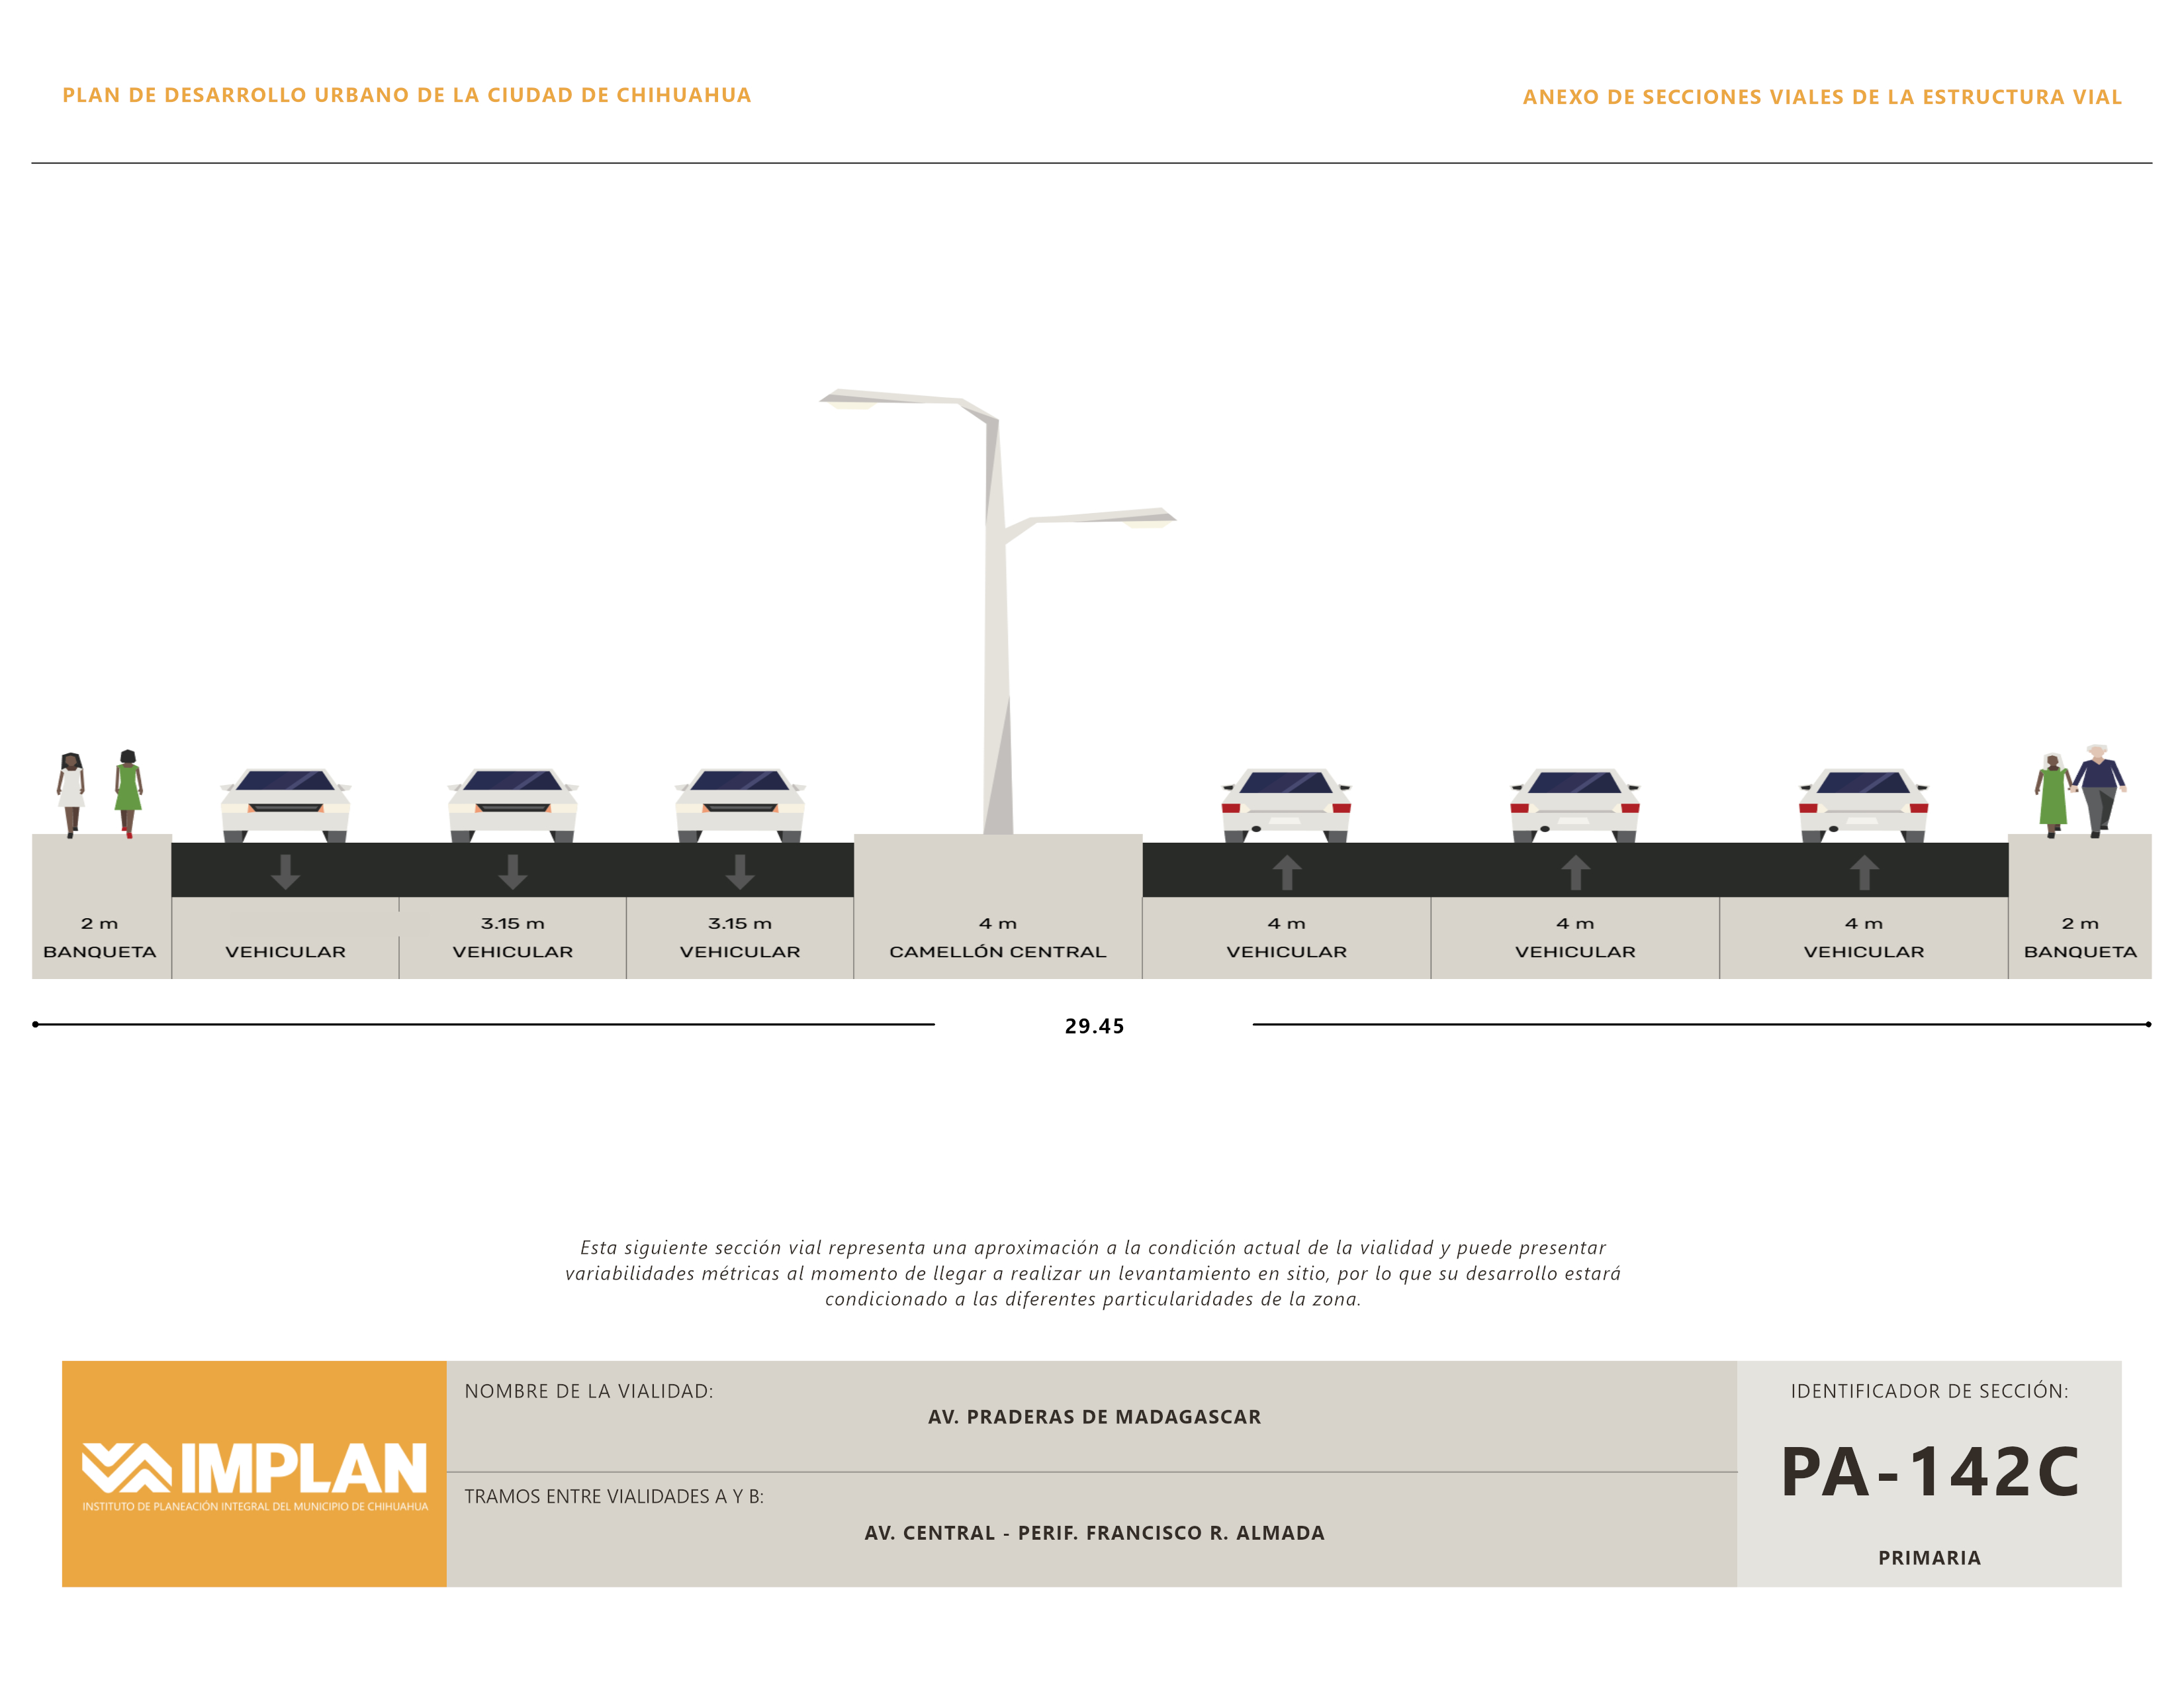 PLAN DE DESARROLLO URBANO DE LA CIUDAD DE CHIHUAHUA
ANEXO DE SECCIONES VIALES DE LA ESTRUCTURA VIAL
2 m
BANQUETA
VEHICULAR
3.15 m
VEHICULAR
3.15 m
VEHICULAR
4 m
CAMELLÓN CENTRAL
4 m
VEHICULAR
4 m
VEHICULAR
4 m
VEHICULAR
2 m
BANQUETA
29.45
Esta siguiente sección vial representa una aproximación a la condición actual de la vialidad y puede presentar
variabilidades métricas al momento de llegar a realizar un levantamiento en sitio, por lo que su desarrollo estará
condicionado a las diferentes particularidades de la zona.
IMPLAN
INSTITUTO DE PLANEACIÓN INTEGRAL DEL MUNICIPIO DE CHIHUAHUA
NOMBRE DE LA VIALIDAD:
AV. PRADERAS DE MADAGASCAR
TRAMOS ENTRE VIALIDADES A Y B:
AV. CENTRAL - PERIF. FRANCISCO R. ALMADA
IDENTIFICADOR DE SECCIÓN:
PA-142C
PRIMARIA